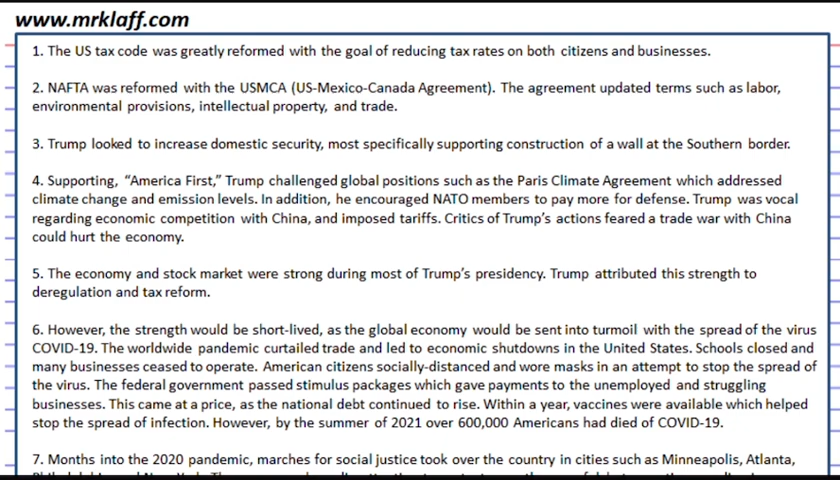 www.mrklaff.com
1. The US tax code was greatly reformed with the goal of reducing tax rates on both citizens and businesses.
2. NAFTA was reformed with the USMCA (US-Mexico-Canada Agreement). The agreement updated terms such as labor,
environmental provisions, intellectual property, and trade.
3. Trump looked to increase domestic security, most specifically supporting construction of a wall at the Southern border.
4. Supporting, “America First,” Trump challenged global positions such as the Paris Climate Agreement which addressed
climate change and emission levels. In addition, he encouraged NATO members to pay more for defense. Trump was vocal
regarding economic competition with China, and imposed tariffs. Critics of Trump’s actions feared a trade war with China
could hurt the economy.
5. The economy and stock market were strong during most of Trump’s presidency. Trump attributed this strength to
deregulation and tax reform.
6. However, the strength would be short-lived, as the global economy would be sent into turmoil with the spread of the virus
COVID-19. The worldwide pandemic curtailed trade and led to economic shutdowns in the United States. Schools closed and
many businesses ceased to operate. American citizens socially-distanced and wore masks in an attempt to stop the spread of
the virus. The federal government passed stimulus packages which gave payments to the unemployed and struggling
businesses. This came at a price, as the national debt continued to rise. Within a year, vaccines were available which helped
stop the spread of infection. However, by the summer of 2021 over 600,000 Americans had died of COVID-19.
7. Months into the 2020 pandemic, marches for social justice took over the country in cities such as Minneapolis, Atlanta,